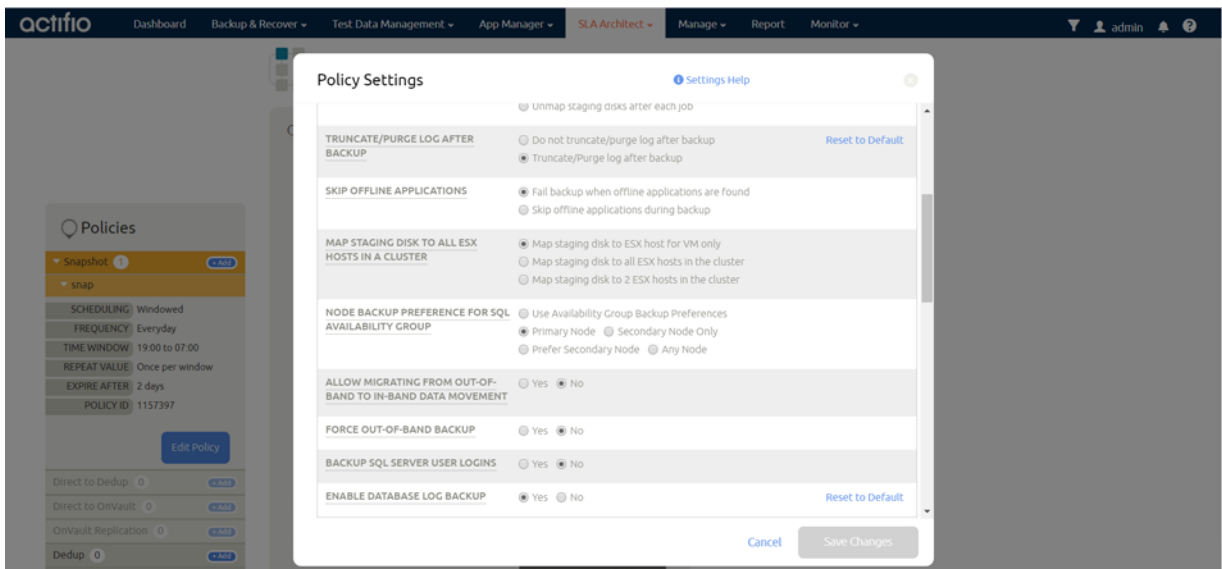 actifio Dashboard Backup & Recover Test Data Management App Manager SLA Architect Manage Report Monitor admin
Policy Settings Settings Help
Unmap staging disks after each job
TRUNCATE/PURGE LOG AFTER BACKUP
Do not truncate/purge log after backup
Truncate/Purge log after backup
Reset to Default
SKIP OFFLINE APPLICATIONS
Fail backup when offline applications are found
Skip offline applications during backup
MAP STAGING DISK TO ALL ESX
HOSTS IN A CLUSTER
Map staging disk to ESX host for VM only
Map staging disk to all ESX hosts in the cluster
Map staging disk to 2 ESX hosts in the cluster
NODE BACKUP PREFERENCE FOR SQL
AVAILABILITY GROUP
Use Availability Group Backup Preferences
Primary Node Secondary Node Only
Prefer Secondary Node Any Node
ALLOW MIGRATING FROM OUT-OF-
BAND TO IN-BAND DATA MOVEMENT
Yes No
FORCE OUT-OF-BAND BACKUP
Yes No
BACKUP SQL SERVER USER LOGINS
Yes No
ENABLE DATABASE LOG BACKUP
Yes No
Reset to Default
Cancel Save Changes
Policies
Snapshot 1 + Add
snap
SCHEDULING Windowed
FREQUENCY Everyday
TIME WINDOW 19:00 to 07:00
REPEAT VALUE Once per window
EXPIRE AFTER 2 days
POLICY ID 1157397
Edit Policy
Direct to Dedup 0 + Add
Direct to OnVault 0 + Add
OnVault Replication 0 + Add
Dedup 0 + Add